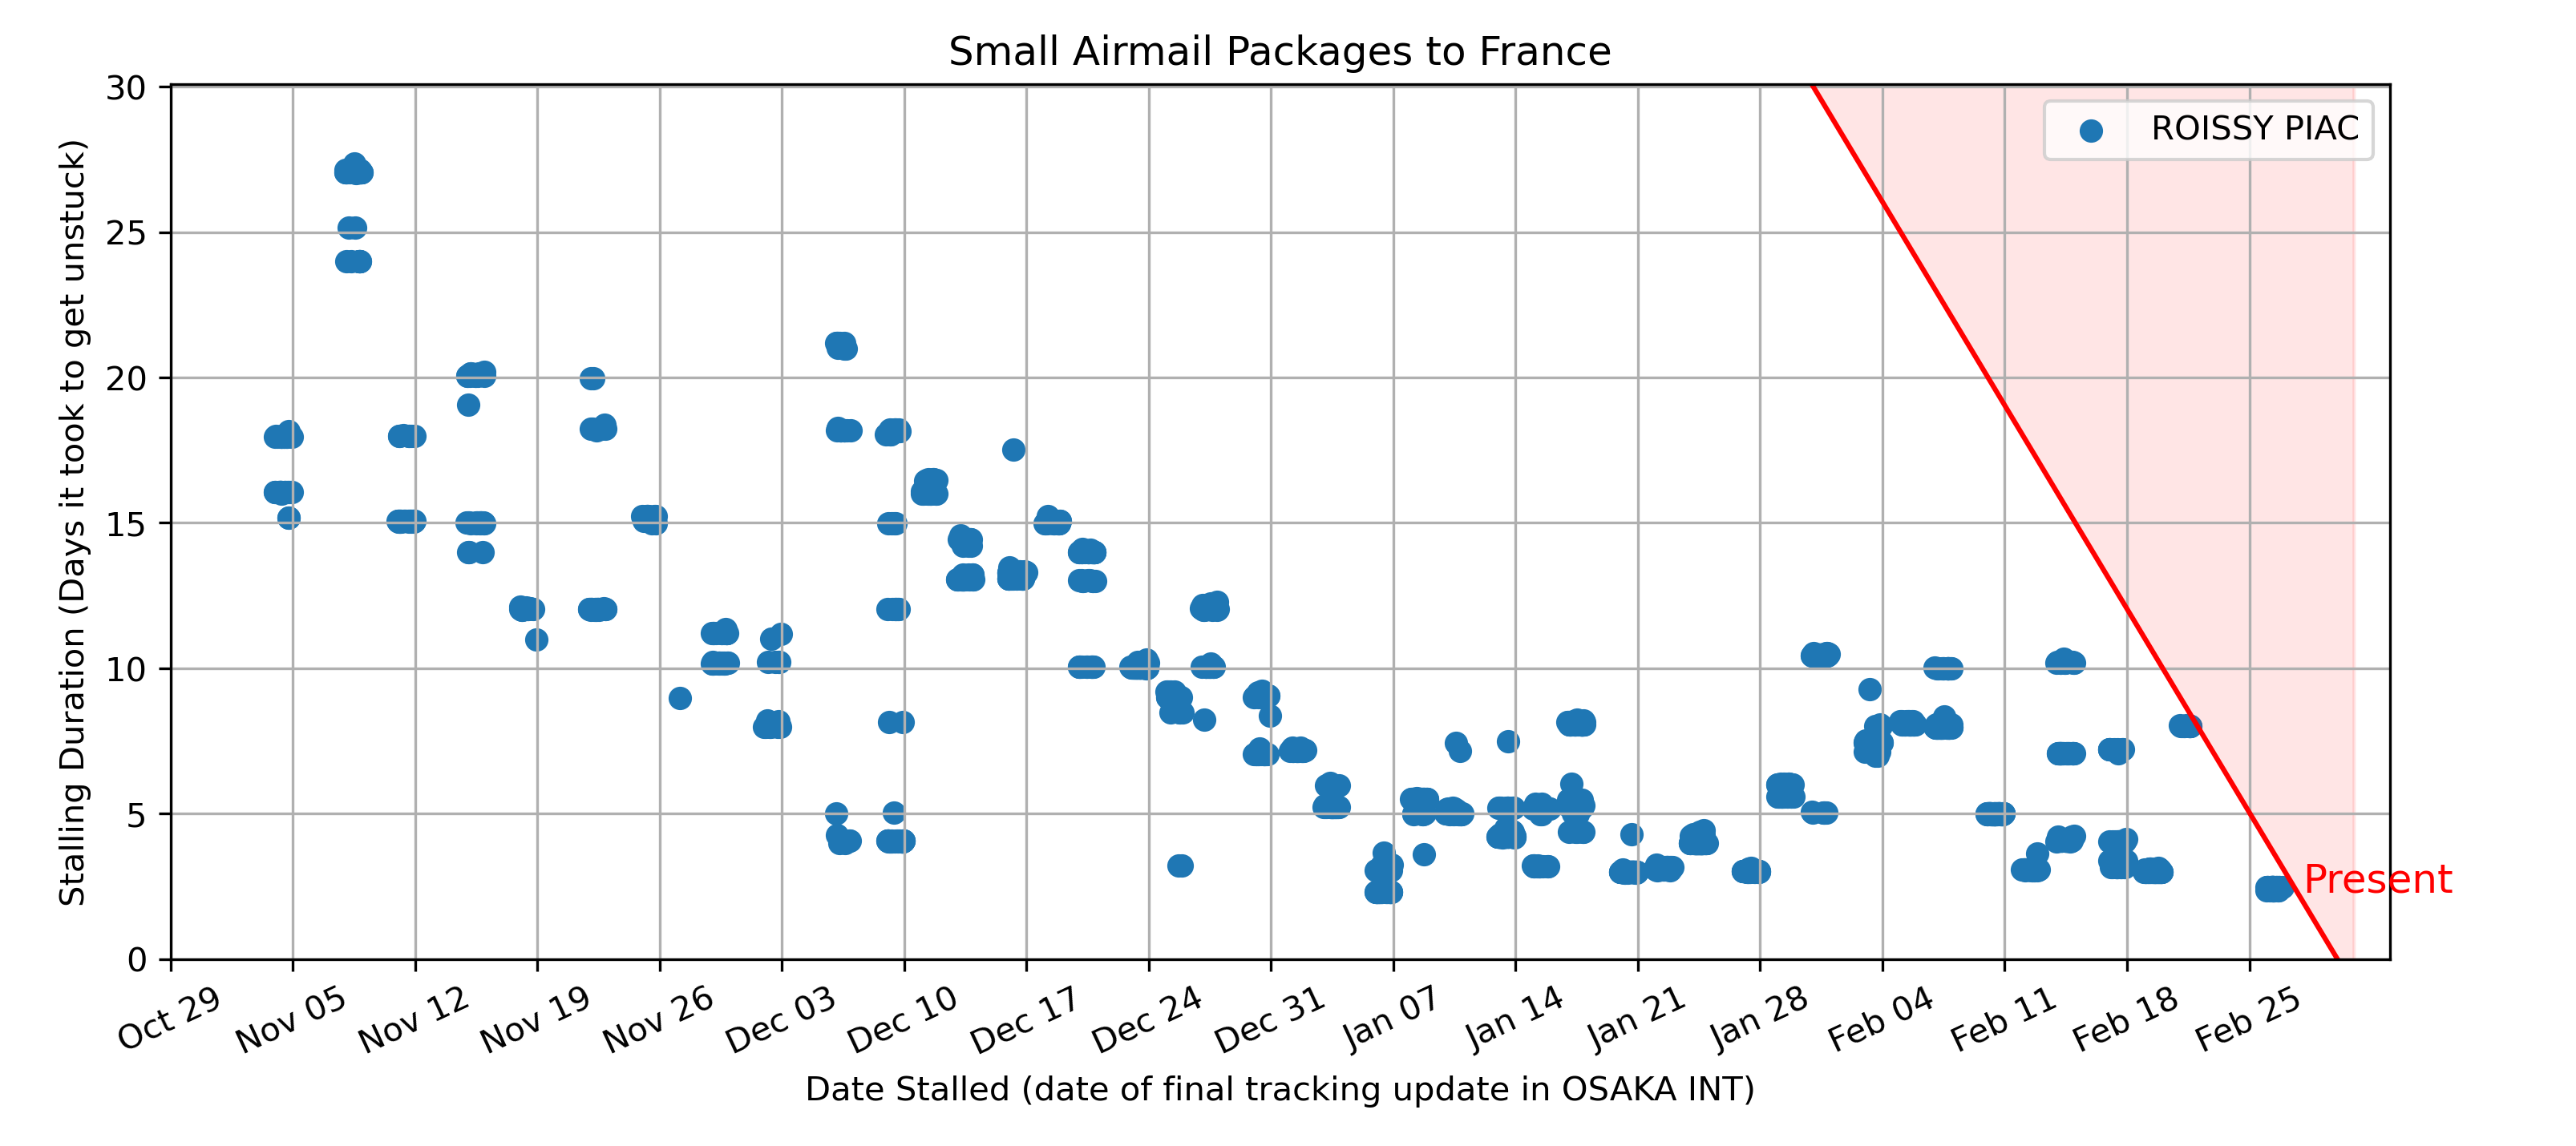 Small Airmail Packages to France
30
25
20
15
10
5
0
Stalling Duration (Days it took to get unstuck)
ROISSY PIAC
Present
Oct 29
Nov 05
Nov 12
Nov 19
Nov 26
Dec 03
Dec 10
Dec 17
Dec 24
Dec 31
Jan 07
Jan 14
Jan 21
Jan 28
Feb 04
Feb 11
Feb 18
Feb 25
Date Stalled (date of final tracking update in OSAKA INT)